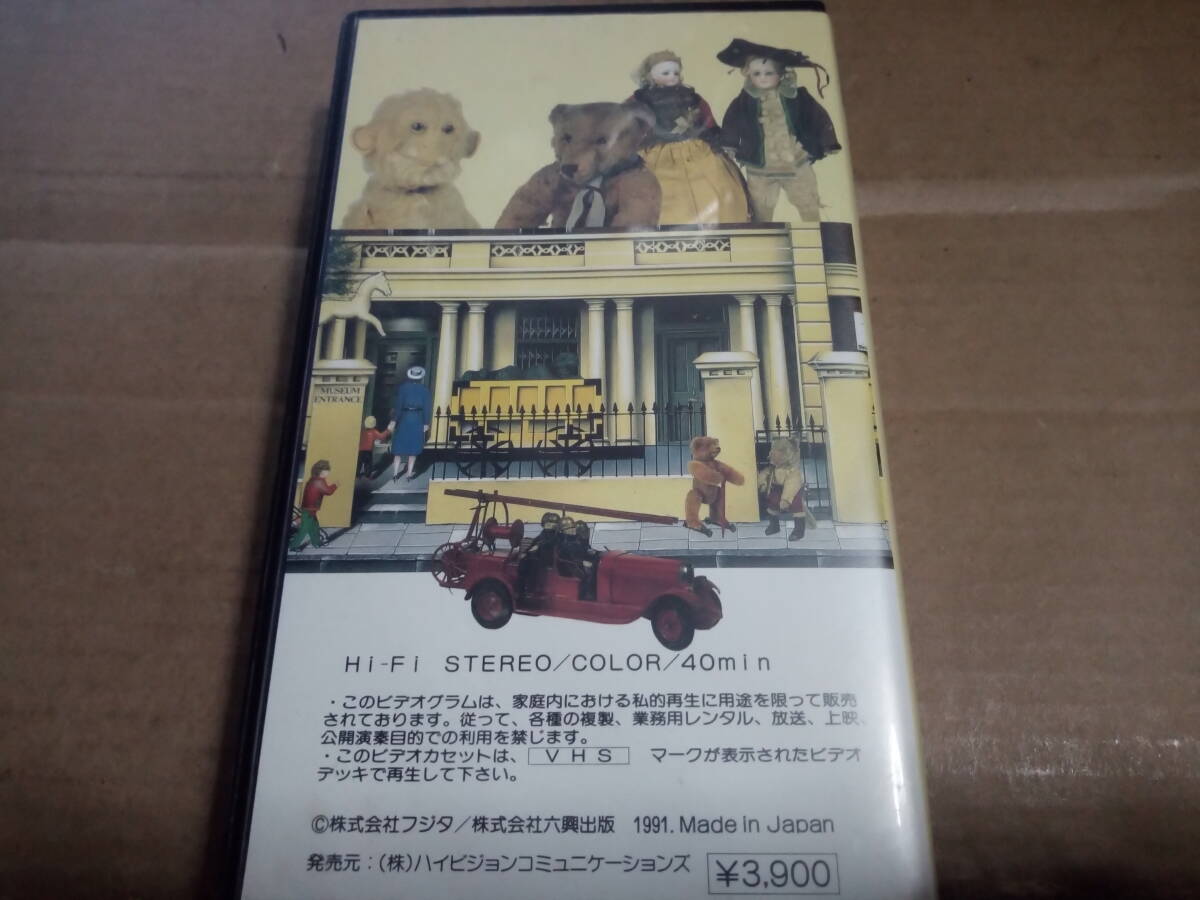 MUSEUM
ENTRANCE
Hi-Fi STEREO/COLOR/40min
・このビデオグラムは、家庭内における私的再生に用途を限って販売
されております。従って、各種の複製、業務用レンタル、放送、上映、
公開演奏目的での利用を禁じます。
・このビデオカセットは、 VHS マークが表示されたビデオ
デッキで再生して下さい。
©株式会社フジタ/株式会社六興出版 1991. Made in Japan
発売元:(株)ハイビジョンコミュニケーションズ ¥3,900